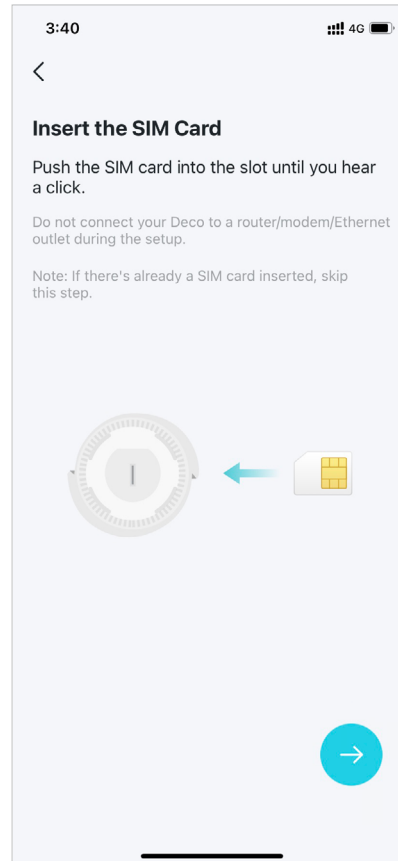 3:40
4G
Insert the SIM Card
Push the SIM card into the slot until you hear
a click.
Do not connect your Deco to a router/modem/Ethernet
outlet during the setup.
Note: If there's already a SIM card inserted, skip
this step.